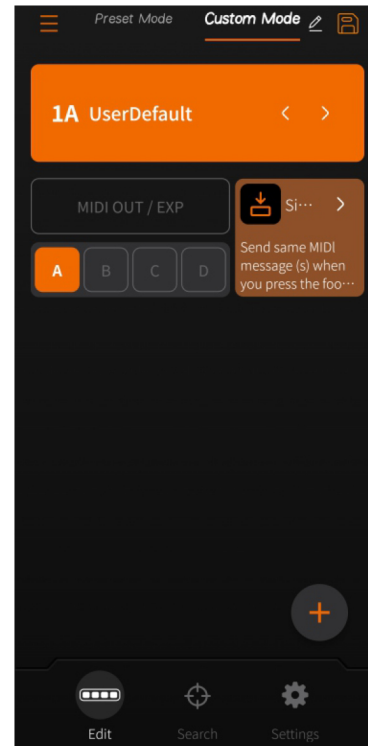 Preset Mode Custom Mode
1A UserDefault
MIDI OUT / EXP
Si···
A B C D
Send same MIDI
message (s) when
you press the foo···
Edit Search Settings